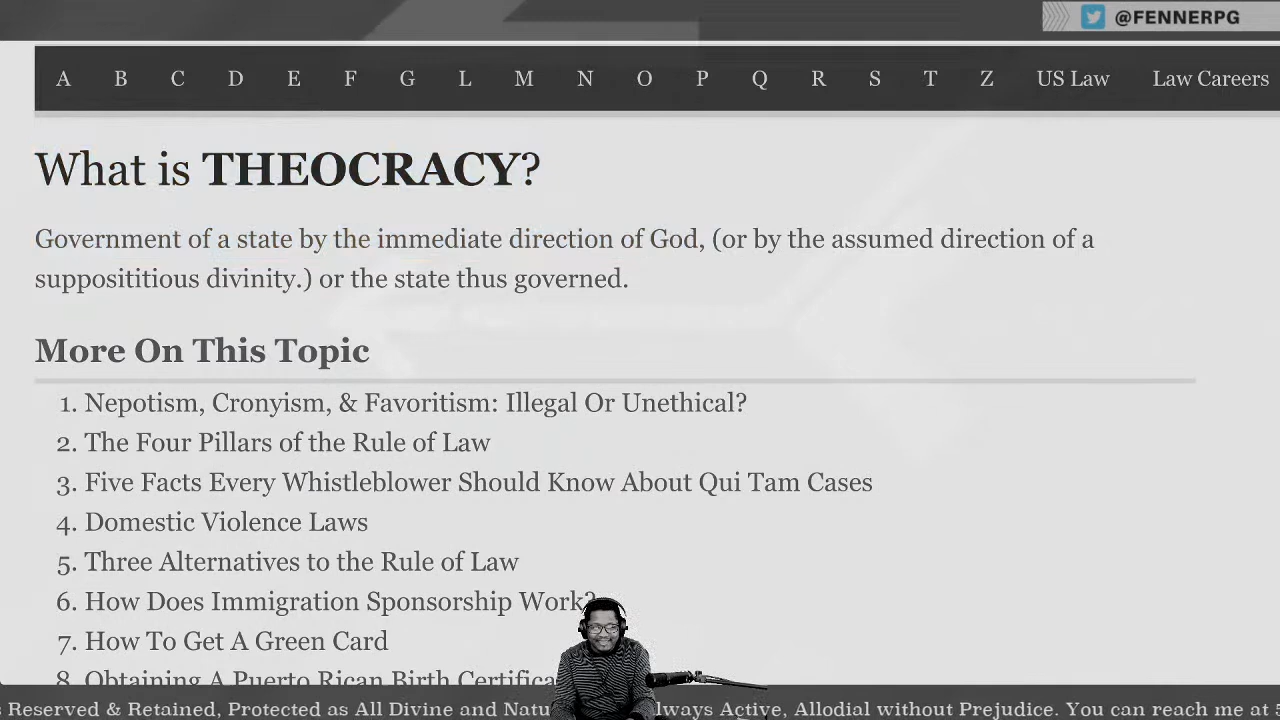 @FENNERPG
A B C D E F G L M N O P Q R S T Z US Law Law Careers
What is THEOCRACY?
Government of a state by the immediate direction of God, (or by the assumed direction of a
supposititious divinity.) or the state thus governed.
More On This Topic
1. Nepotism, Cronyism, & Favoritism: Illegal Or Unethical?
2. The Four Pillars of the Rule of Law
3. Five Facts Every Whistleblower Should Know About Qui Tam Cases
4. Domestic Violence Laws
5. Three Alternatives to the Rule of Law
6. How Does Immigration Sponsorship Work?
7. How To Get A Green Card
8. Obtaining A Puerto Rican Birth
Reserved & Retained, Protected as All Divine and Active, Allodial without Prejudice. You can reach me at